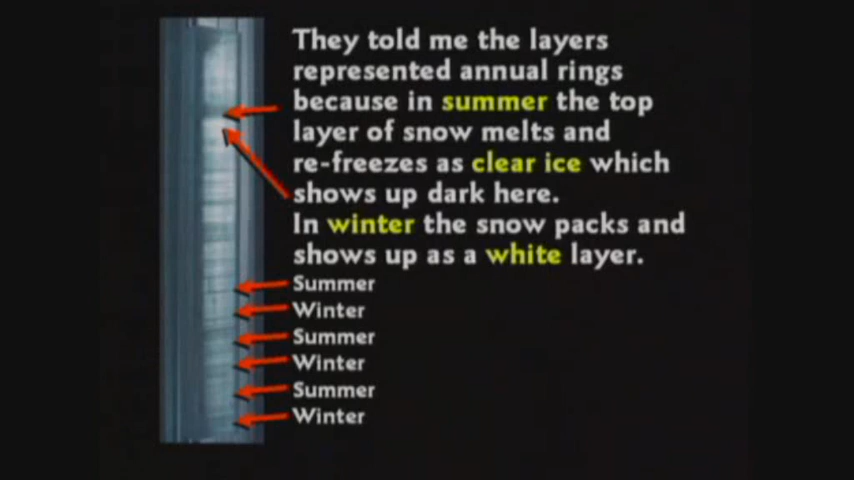 They told me the layers
represented annual rings
because in summer the top
layer of snow melts and
re-freezes as clear ice which
shows up dark here.
In winter the snow packs and
shows up as a white layer.
Summer
Winter
Summer
Winter
Summer
Winter